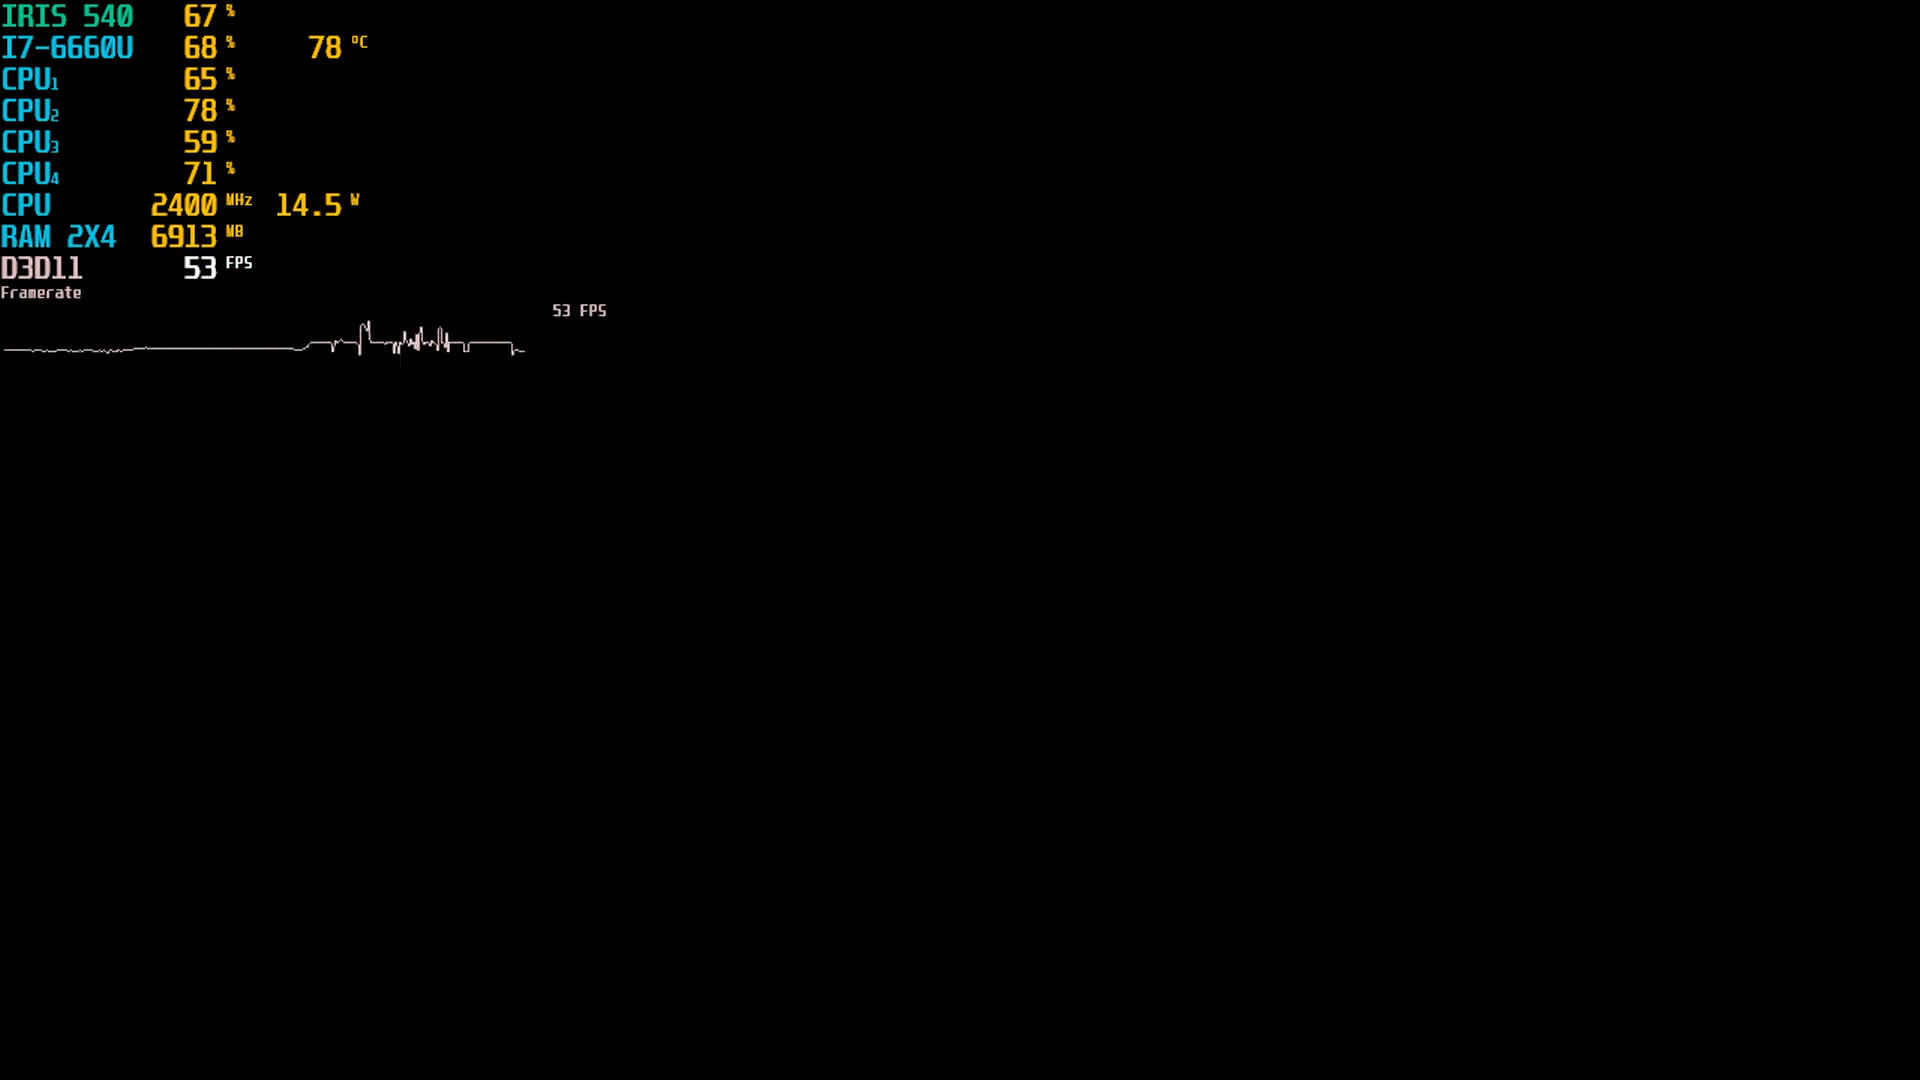 IRIS 540 67 %
I7-6660U 68 % 78 °C
CPU1 65 %
CPU2 78 %
CPU3 59 %
CPU4 71 %
CPU 2400 MHz 14.5 W
RAM 2X4 6913 MB
D3D11 53 FPS
Framerate
53 FPS